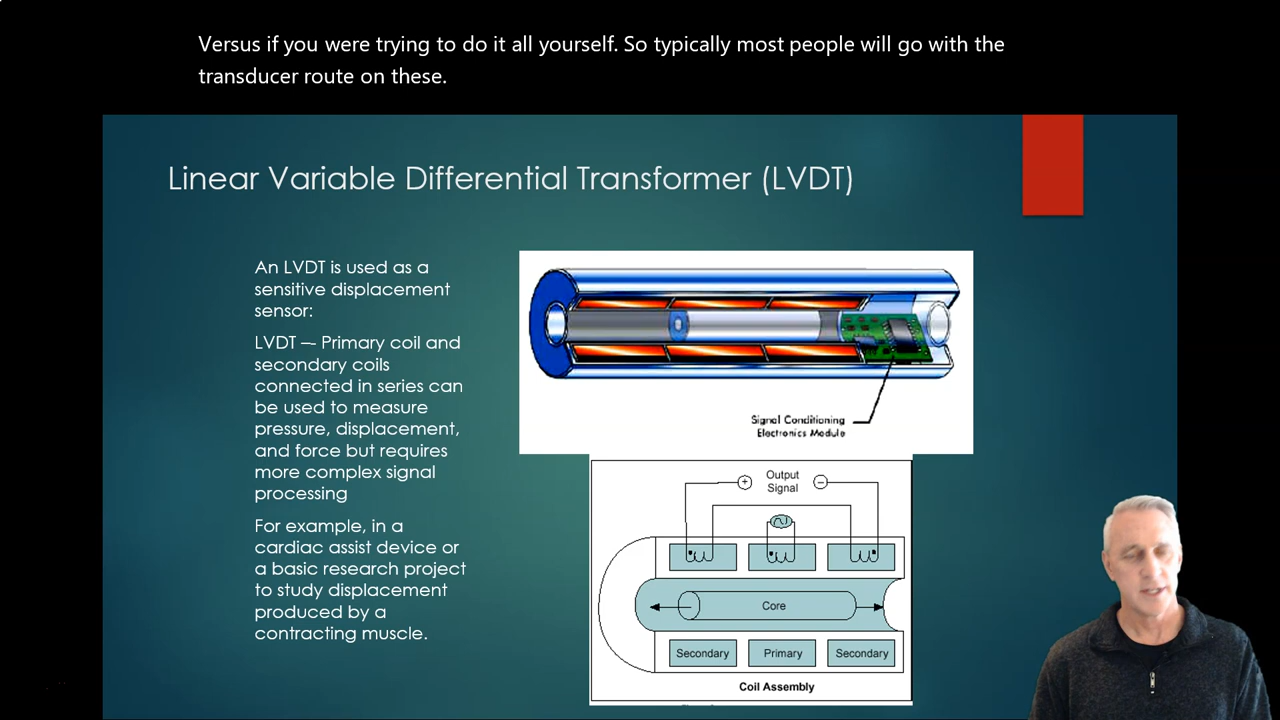 Versus if you were trying to do it all yourself. So typically most people will go with the
transducer route on these.
Linear Variable Differential Transformer (LVDT)
An LVDT is used as a
sensitive displacement
sensor:
LVDT –- Primary coil and
secondary coils
connected in series can
be used to measure
pressure, displacement,
and force but requires
more complex signal
processing
For example, in a
cardiac assist device or
a basic research project
to study displacement
produced by a
contracting muscle.
Signal Conditioning
Electronics Module
Output
Signal
+
−
Core
Secondary
Primary
Secondary
Coil Assembly